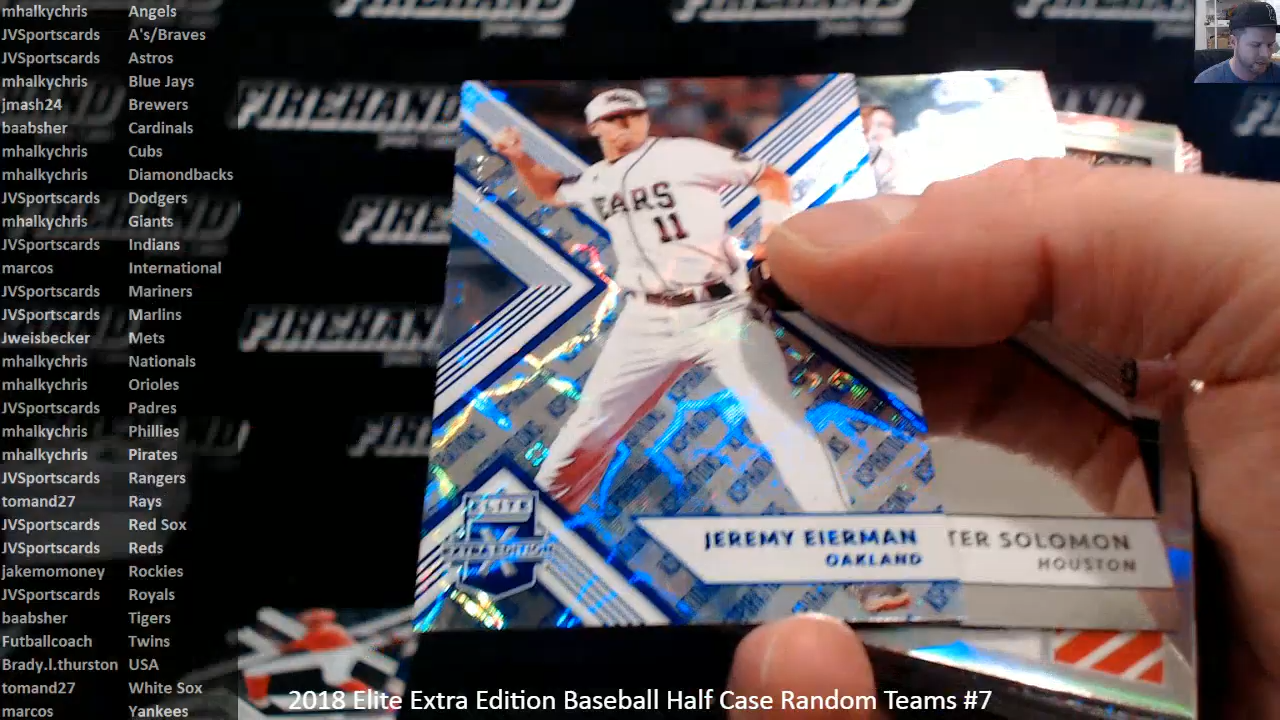 mhalkychris Angels
JVSportscards A's/Braves
JVSportscards Astros
mhalkychris Blue Jays
jmash24 Brewers
baabsher Cardinals
mhalkychris Cubs
mhalkychris Diamondbacks
JVSportscards Dodgers
mhalkychris Giants
JVSportscards Indians
marcos International
JVSportscards Mariners
JVSportscards Marlins
Jweisbecker Mets
mhalkychris Nationals
mhalkychris Orioles
JVSportscards Padres
mhalkychris Phillies
mhalkychris Pirates
JVSportscards Rangers
tomand27 Rays
JVSportscards Red Sox
JVSportscards Reds
jakemomoney Rockies
JVSportscards Royals
baabsher Tigers
Futballcoach Twins
Brady.l.thurston USA
tomand27 White Sox
marcos Yankees
FIREHAND
EARS
11
ELITE
EXTRA EDITION
JEREMY EIERMAN
OAKLAND
TER SOLOMON
HOUSTON
2018 Elite Extra Edition Baseball Half Case Random Teams #7